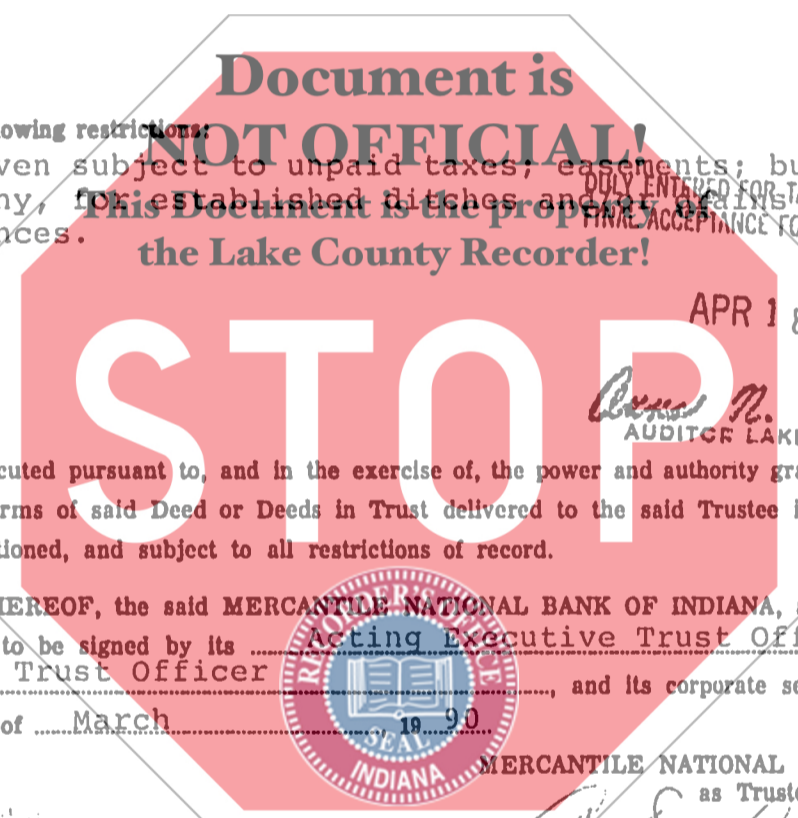 Document is
NOT OFFICIAL!
This Document is the property of
the Lake County Recorder!
STOP
owing restrictions:
ven subject to unpaid taxes; easements; bu
ny, for established ditches and drains
nces.
DULY ENTERED FOR TA
FINAL ACCEPTANCE FO
APR 1
Anna N.
AUDITOR LAKE
cuted pursuant to, and in the exercise of, the power and authority gra
rms of said Deed or Deeds in Trust delivered to the said Trustee i
tioned, and subject to all restrictions of record.
HEREOF, the said MERCANTILE NATIONAL BANK OF INDIANA,
to be signed by its Acting Executive Trust Off
Trust Officer , and its corporate se
of March , 19 90
RECORDER'S OFFICE
SEAL
INDIANA
MERCANTILE NATIONAL
as Truste